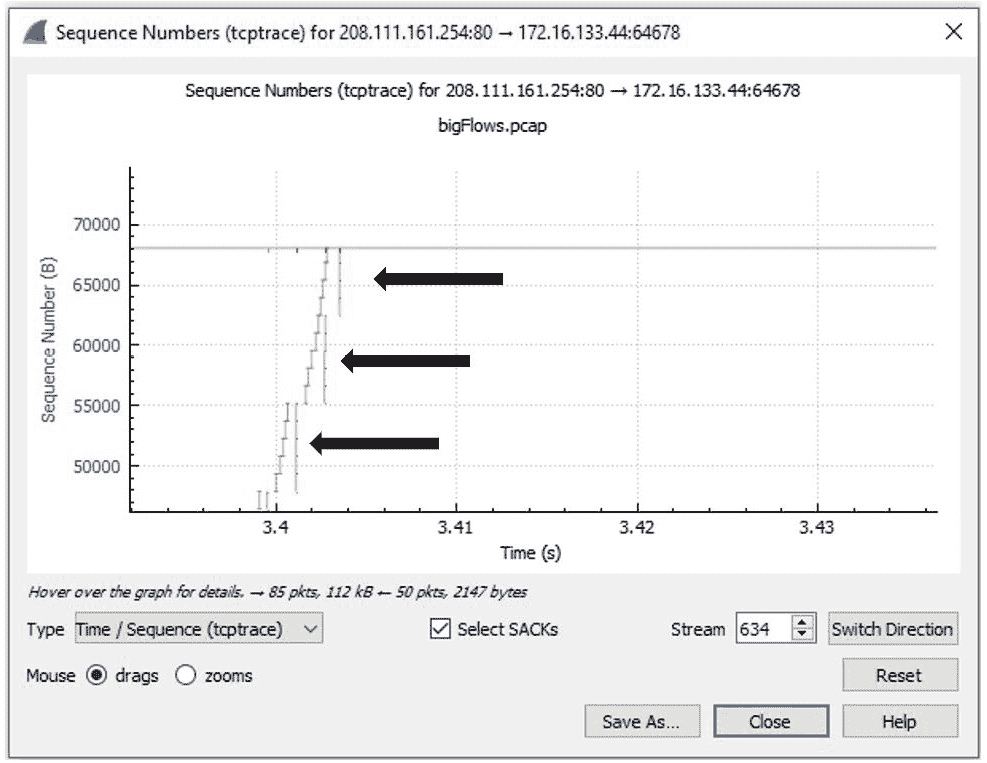 Sequence Numbers (tcptrace) for 208.111.161.254:80 → 172.16.133.44:64678
Sequence Numbers (tcptrace) for 208.111.161.254:80 → 172.16.133.44:64678
bigFlows.pcap
Sequence Number (B)
70000
65000
60000
55000
50000
3.4 3.41 3.42 3.43
Time (s)
Hover over the graph for details. → 85 pkts, 112 kB ← 50 pkts, 2147 bytes
Type Time / Sequence (tcptrace) Select SACKs Stream 634 Switch Direction
Mouse drags zooms Reset
Save As... Close Help